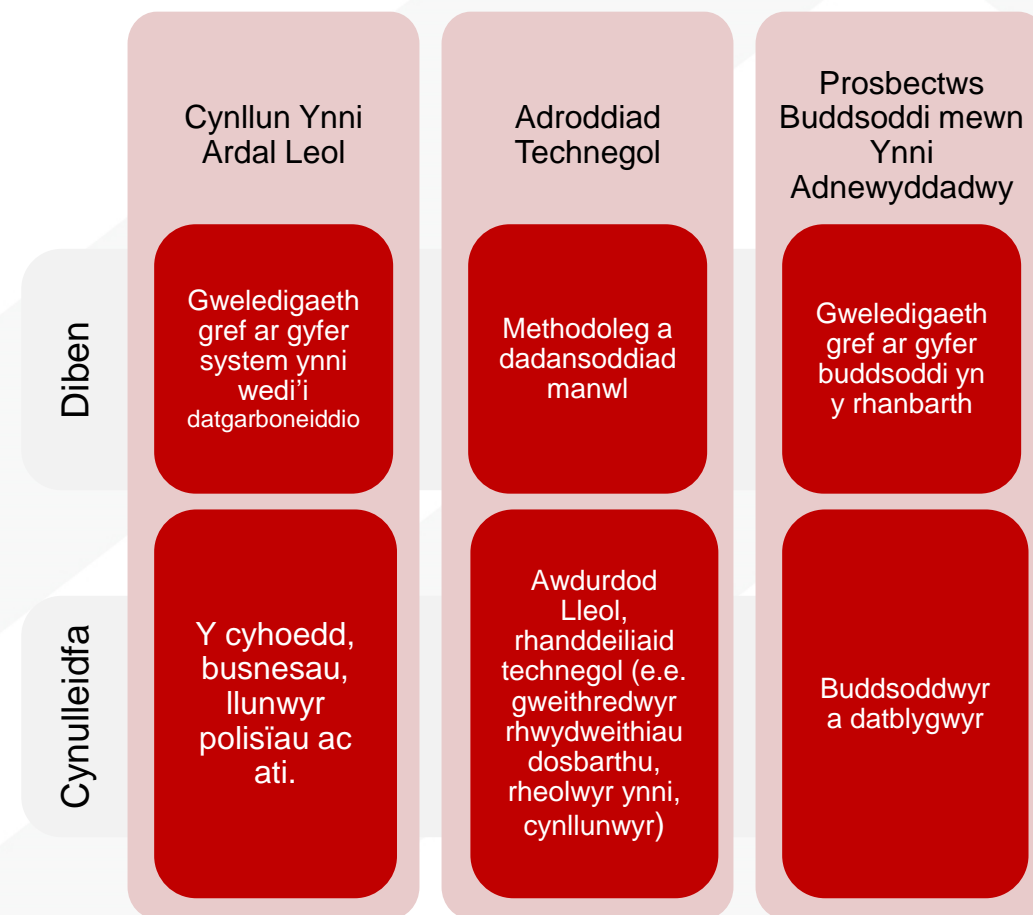 Cynllun Ynni
Ardal Leol
Adroddiad
Technegol
Prosbectws
Buddsoddi mewn
Ynni
Adnewyddadwy
Diben
Gweledigaeth
gref ar gyfer
system ynni
wedi’i
datgarboneiddio
Methodoleg a
dadansoddiad
manwl
Gweledigaeth
gref ar gyfer
buddsoddi yn
y rhanbarth
Cynulleidfa
Y cyhoedd,
busnesau,
llunwyr
polisïau ac
ati.
Awdurdod
Lleol,
rhanddeiliaid
technegol (e.e.
gweithredwyr
rhwydweithiau
dosbarthu,
rheolwyr ynni,
cynllunwyr)
Buddsoddwyr
a datblygwyr